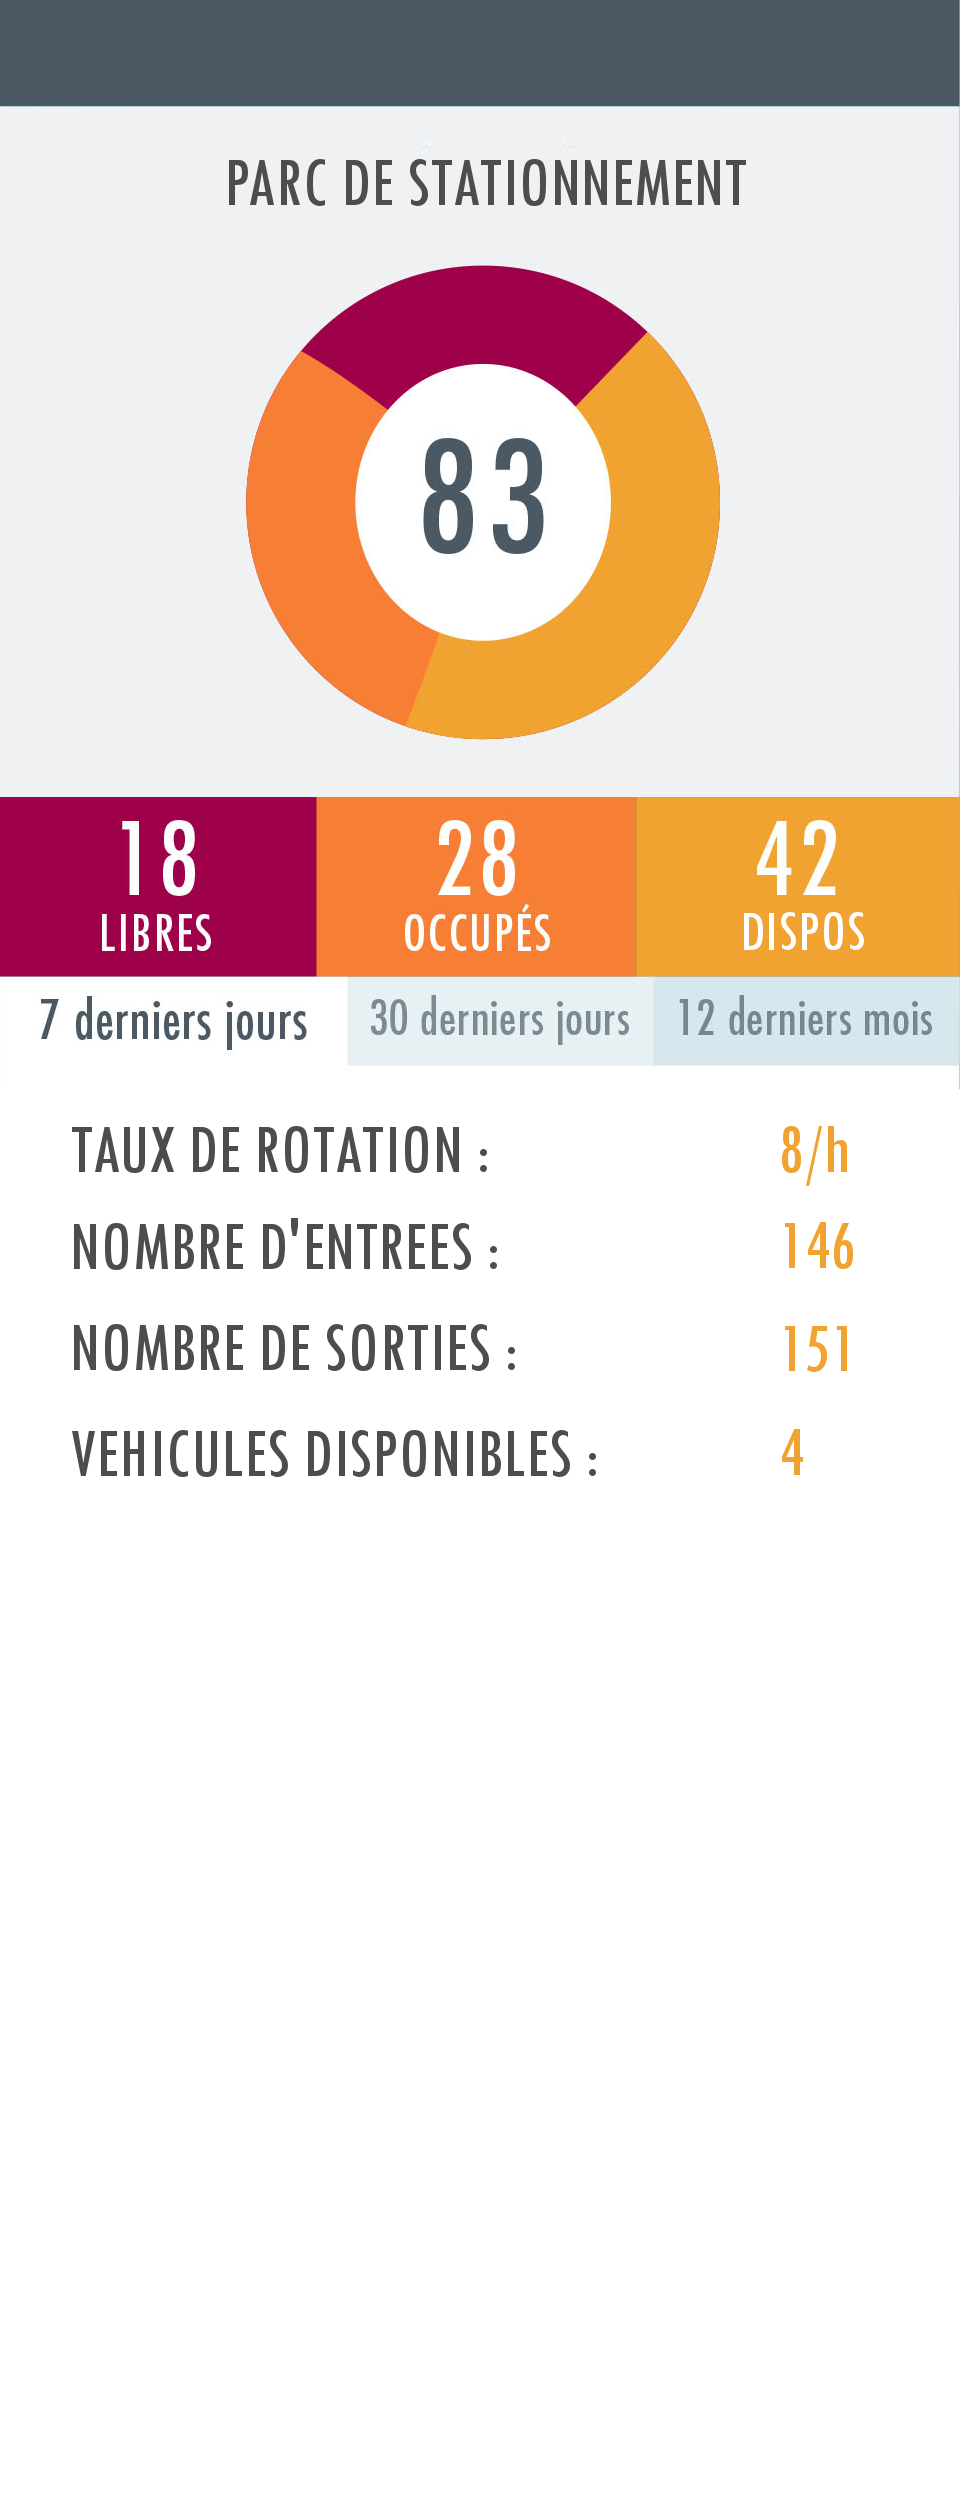 PARC DE STATIONNEMENT
83
18 28 42
LIBRES OCCUPÉS DISPOS
7 derniers jours 30 derniers jours 12 derniers mois
TAUX DE ROTATION : 8/h
NOMBRE D'ENTREES : 146
NOMBRE DE SORTIES : 151
VEHICULES DISPONIBLES : 4